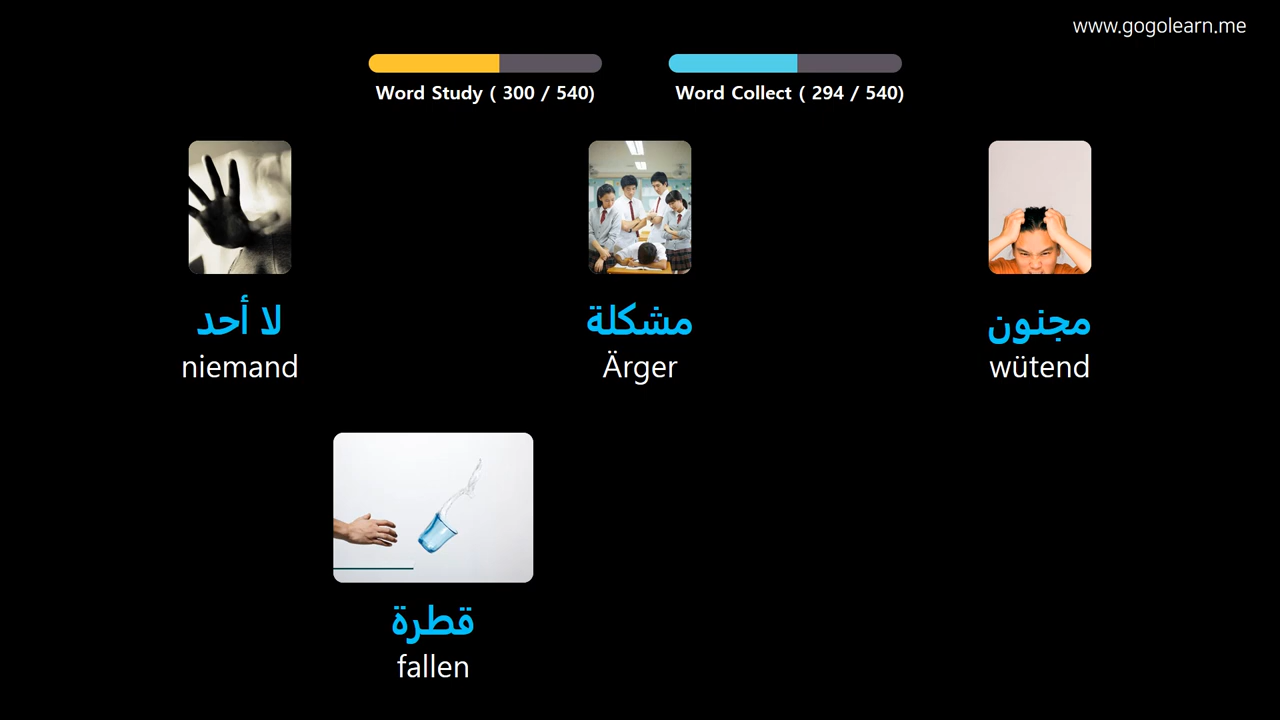 www.gogolearn.me
Word Study ( 300 / 540)
Word Collect ( 294 / 540)
لا أحد
niemand
مشكلة
Ärger
مجنون
wütend
قطرة
fallen